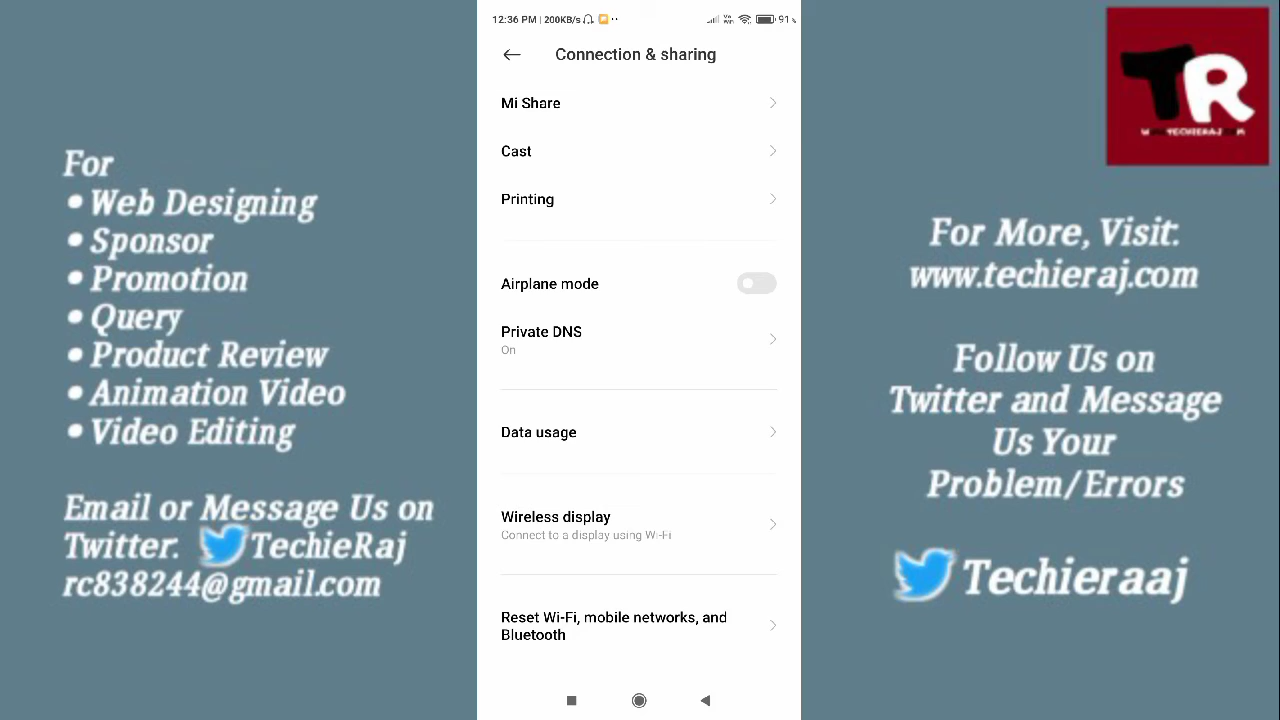 For
• Web Designing
• Sponsor
• Promotion
• Query
• Product Review
• Animation Video
• Video Editing
Email or Message Us on
Twitter. TechieRaj
rc838244@gmail.com
12:36 PM | 200KB/s
91
Connection & sharing
Mi Share
Cast
Printing
Airplane mode
Private DNS
On
Data usage
Wireless display
Connect to a display using Wi-Fi
Reset Wi-Fi, mobile networks, and
Bluetooth
TR
For More, Visit:
www.techieraj.com
Follow Us on
Twitter and Message
Us Your
Problem/Errors
Techieraaj